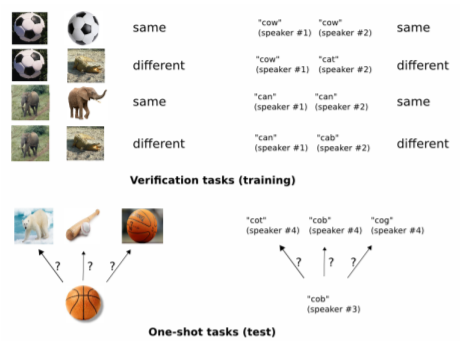 same "cow" "cow" same
(speaker #1) (speaker #2)
different "cow" "cat" different
(speaker #1) (speaker #2)
same "can" "can" same
(speaker #1) (speaker #2)
different "can" "cab" different
(speaker #1) (speaker #2)
Verification tasks (training)
"cot" "cob" "cog"
(speaker #4) (speaker #4) (speaker #4)
? ? ? ? ? ?
"cob"
(speaker #3)
One-shot tasks (test)